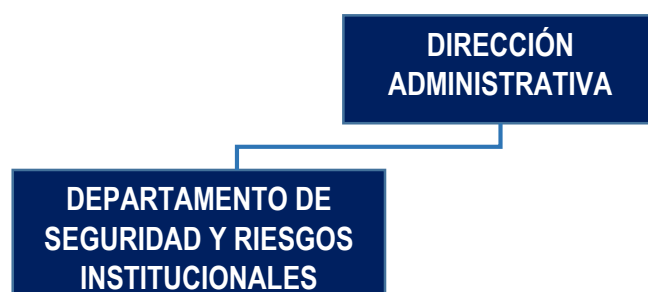 DIRECCIÓN
ADMINISTRATIVA
DEPARTAMENTO DE
SEGURIDAD Y RIESGOS
INSTITUCIONALES